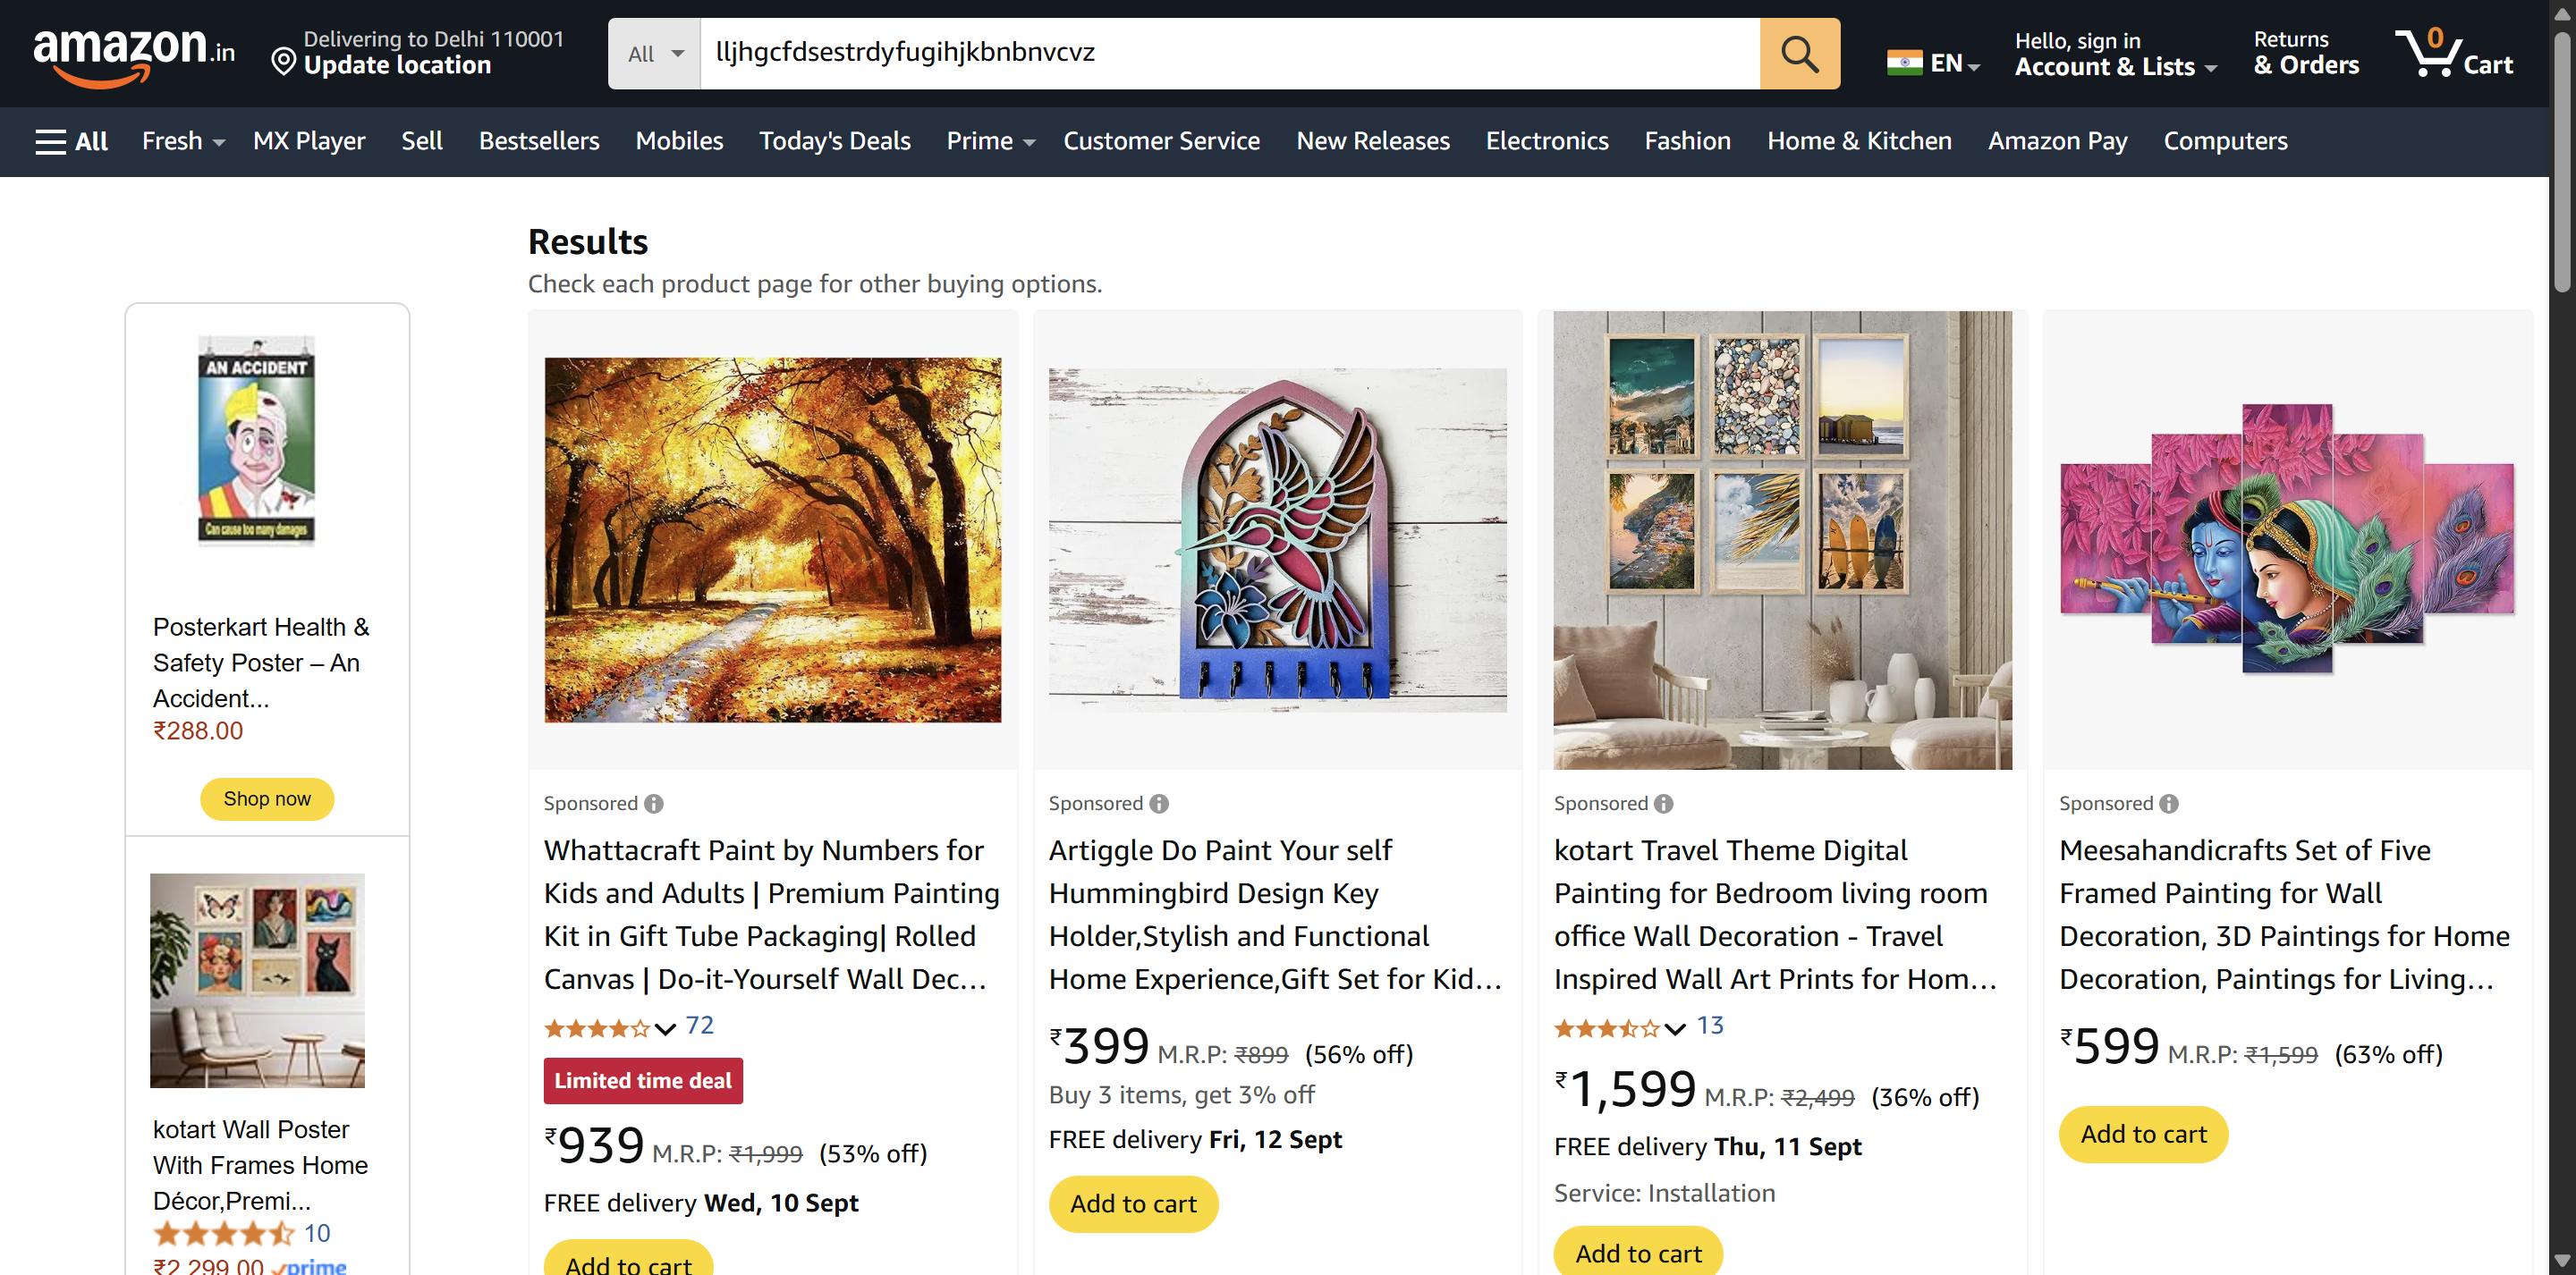 amazon.in
Delivering to Delhi 110001
Update location
All
lljhgcfdsestrdyfugihjkbnbnvcvz
EN
Hello, sign in
Account & Lists
Returns
& Orders
0
Cart
All
Fresh
MX Player
Sell
Bestsellers
Mobiles
Today's Deals
Prime
Customer Service
New Releases
Electronics
Fashion
Home & Kitchen
Amazon Pay
Computers
Results
Check each product page for other buying options.
AN ACCIDENT
Can cause too many damages
Posterkart Health &
Safety Poster – An
Accident...
₹288.00
Shop now
kotart Wall Poster
With Frames Home
Décor,Premi...
10
₹2,299.00 prime
Sponsored
Whattacraft Paint by Numbers for
Kids and Adults | Premium Painting
Kit in Gift Tube Packaging| Rolled
Canvas | Do-it-Yourself Wall Dec…
72
Limited time deal
₹939 M.R.P: ₹1,999 (53% off)
FREE delivery Wed, 10 Sept
Add to cart
Sponsored
Artiggle Do Paint Your self
Hummingbird Design Key
Holder,Stylish and Functional
Home Experience,Gift Set for Kid…
₹399 M.R.P: ₹899 (56% off)
Buy 3 items, get 3% off
FREE delivery Fri, 12 Sept
Add to cart
Sponsored
kotart Travel Theme Digital
Painting for Bedroom living room
office Wall Decoration - Travel
Inspired Wall Art Prints for Hom…
13
₹1,599 M.R.P: ₹2,499 (36% off)
FREE delivery Thu, 11 Sept
Service: Installation
Add to cart
Sponsored
Meesahandicrafts Set of Five
Framed Painting for Wall
Decoration, 3D Paintings for Home
Decoration, Paintings for Living…
₹599 M.R.P: ₹1,599 (63% off)
Add to cart